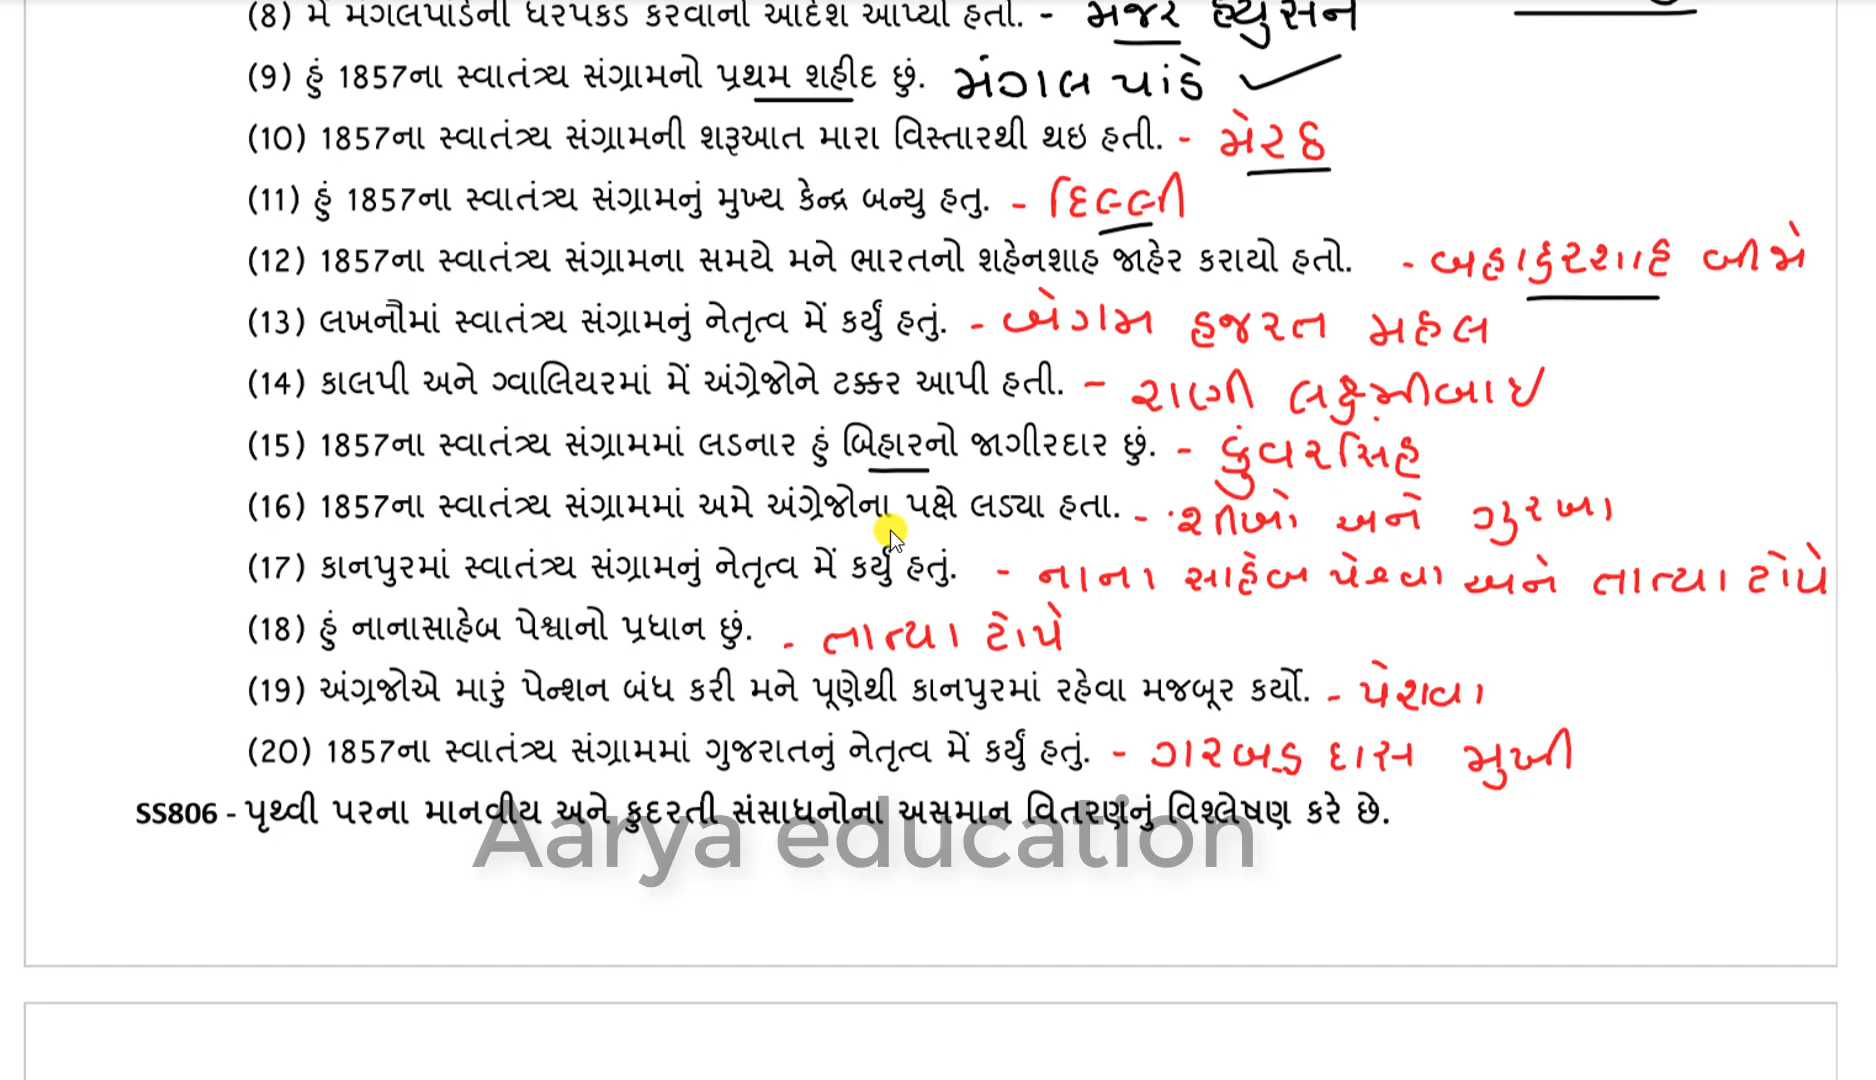 (8) મેં મંગલપાંડેની ધરપકડ કરવાનો આદેશ આપ્યો હતો. - મેજર હ્યુસન
(9) હું 1857ના સ્વાતંત્ર્ય સંગ્રામનો પ્રથમ શહીદ છું. મંગલ પાંડે
(10) 1857ના સ્વાતંત્ર્ય સંગ્રામની શરૂઆત મારા વિસ્તારથી થઇ હતી. - મેરઠ
(11) હું 1857ના સ્વાતંત્ર્ય સંગ્રામનું મુખ્ય કેન્દ્ર બન્યુ હતુ. - દિલ્લી
(12) 1857ના સ્વાતંત્ર્ય સંગ્રામના સમયે મને ભારતનો શહેનશાહ જાહેર કરાયો હતો. - બહાદુરશાહ બીજો
(13) લખનૌમાં સ્વાતંત્ર્ય સંગ્રામનું નેતૃત્વ મેં કર્યું હતું. - બેગમ હજરત મહેલ
(14) કાલપી અને ગ્વાલિયરમાં મેં અંગ્રેજોને ટક્કર આપી હતી. - રાણી લક્ષ્મીબાઈ
(15) 1857ના સ્વાતંત્ર્ય સંગ્રામમાં લડનાર હું બિહારનો જાગીરદાર છું. - કુંવરસિંહ
(16) 1857ના સ્વાતંત્ર્ય સંગ્રામમાં અમે અંગ્રેજોના પક્ષે લડ્યા હતા. - શીખો અને ગુરખા
(17) કાનપુરમાં સ્વાતંત્ર્ય સંગ્રામનું નેતૃત્વ મેં કર્યું હતું. - નાના સાહેબ પેશ્વા અને તાત્યા ટોપે
(18) હું નાનાસાહેબ પેશ્વાનો પ્રધાન છું. - તાત્યા ટોપે
(19) અંગ્રજોએ મારું પેન્શન બંધ કરી મને પૂણેથી કાનપુરમાં રહેવા મજબૂર કર્યો. - પેશવા
(20) 1857ના સ્વાતંત્ર્ય સંગ્રામમાં ગુજરાતનું નેતૃત્વ મેં કર્યું હતું. - ગરબડ દાસ મુખી
SS806 - પૃથ્વી પરના માનવીય અને કુદરતી સંસાધનોના અસમાન વિતરણનું વિશ્લેષણ કરે છે.
Aarya education